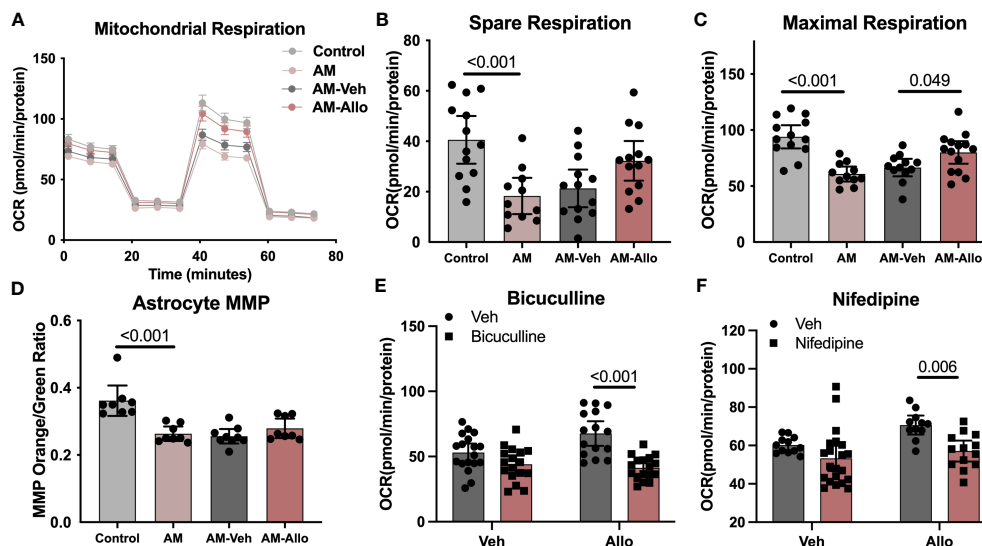 A
Mitochondrial Respiration
OCR (pmol/min/protein)
150
100
50
0
0
20
40
60
80
Time (minutes)
Control
AM
AM-Veh
AM-Allo
B
Spare Respiration
OCR(pmol/min/protein)
60
40
20
0
<0.001
Control
AM
AM-Veh
AM-Allo
C
Maximal Respiration
OCR(pmol/min/protein)
150
100
50
0
<0.001
0.049
Control
AM
AM-Veh
AM-Allo
D
Astrocyte MMP
MMP Orange/Green Ratio
0.6
0.4
0.2
0.0
<0.001
Control
AM
AM-Veh
AM-Allo
E
Bicuculline
Veh
Bicuculline
OCR(pmol/min/protein)
150
100
50
0
<0.001
Veh
Allo
F
Nifedipine
Veh
Nifedipine
OCR(pmol/min/protein)
120
100
80
60
40
20
0.006
Veh
Allo